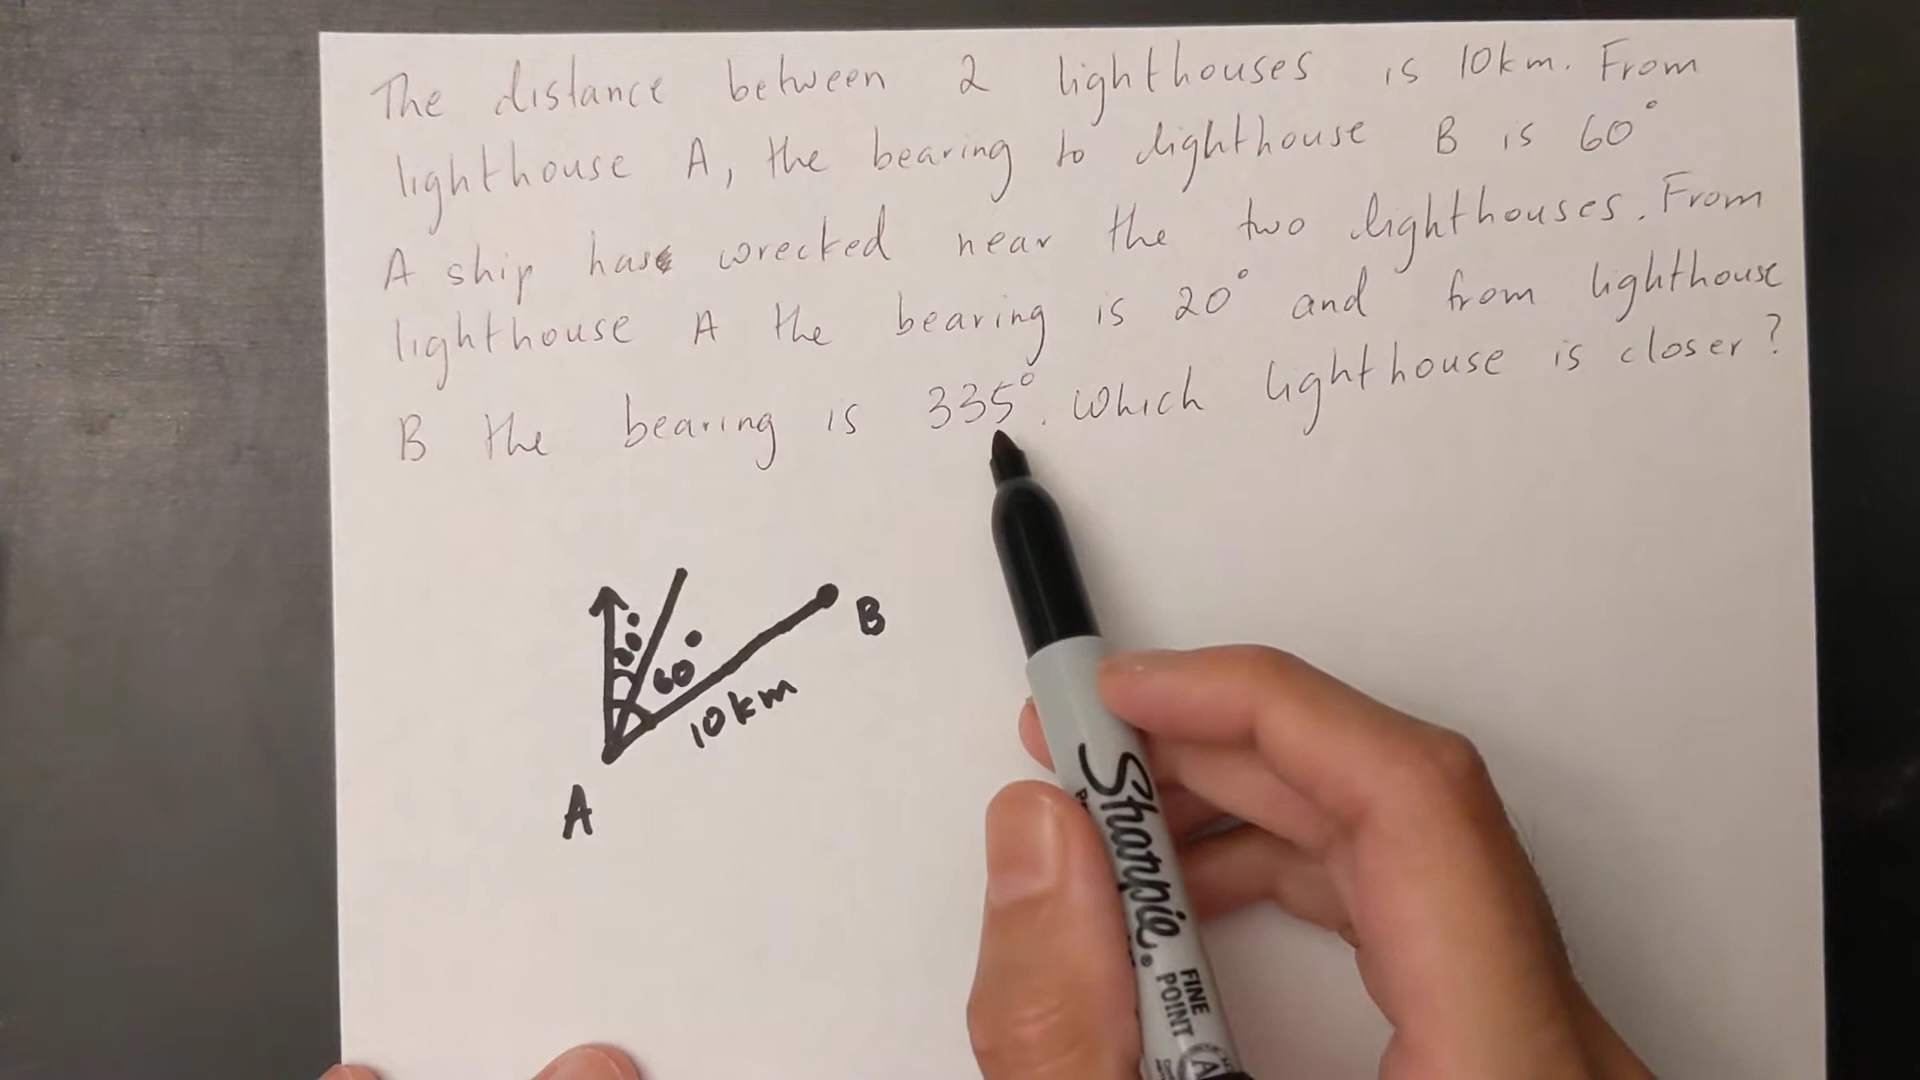 The distance between 2 lighthouses is 10km. From
lighthouse A, the bearing to lighthouse B is 60°
A ship has wrecked near the two lighthouses. From
lighthouse A the bearing is 20° and from lighthouse
B the bearing is 335°. Which lighthouse is closer?
20°
60°
B
10km
A
Sharpie®
FINE
POINT